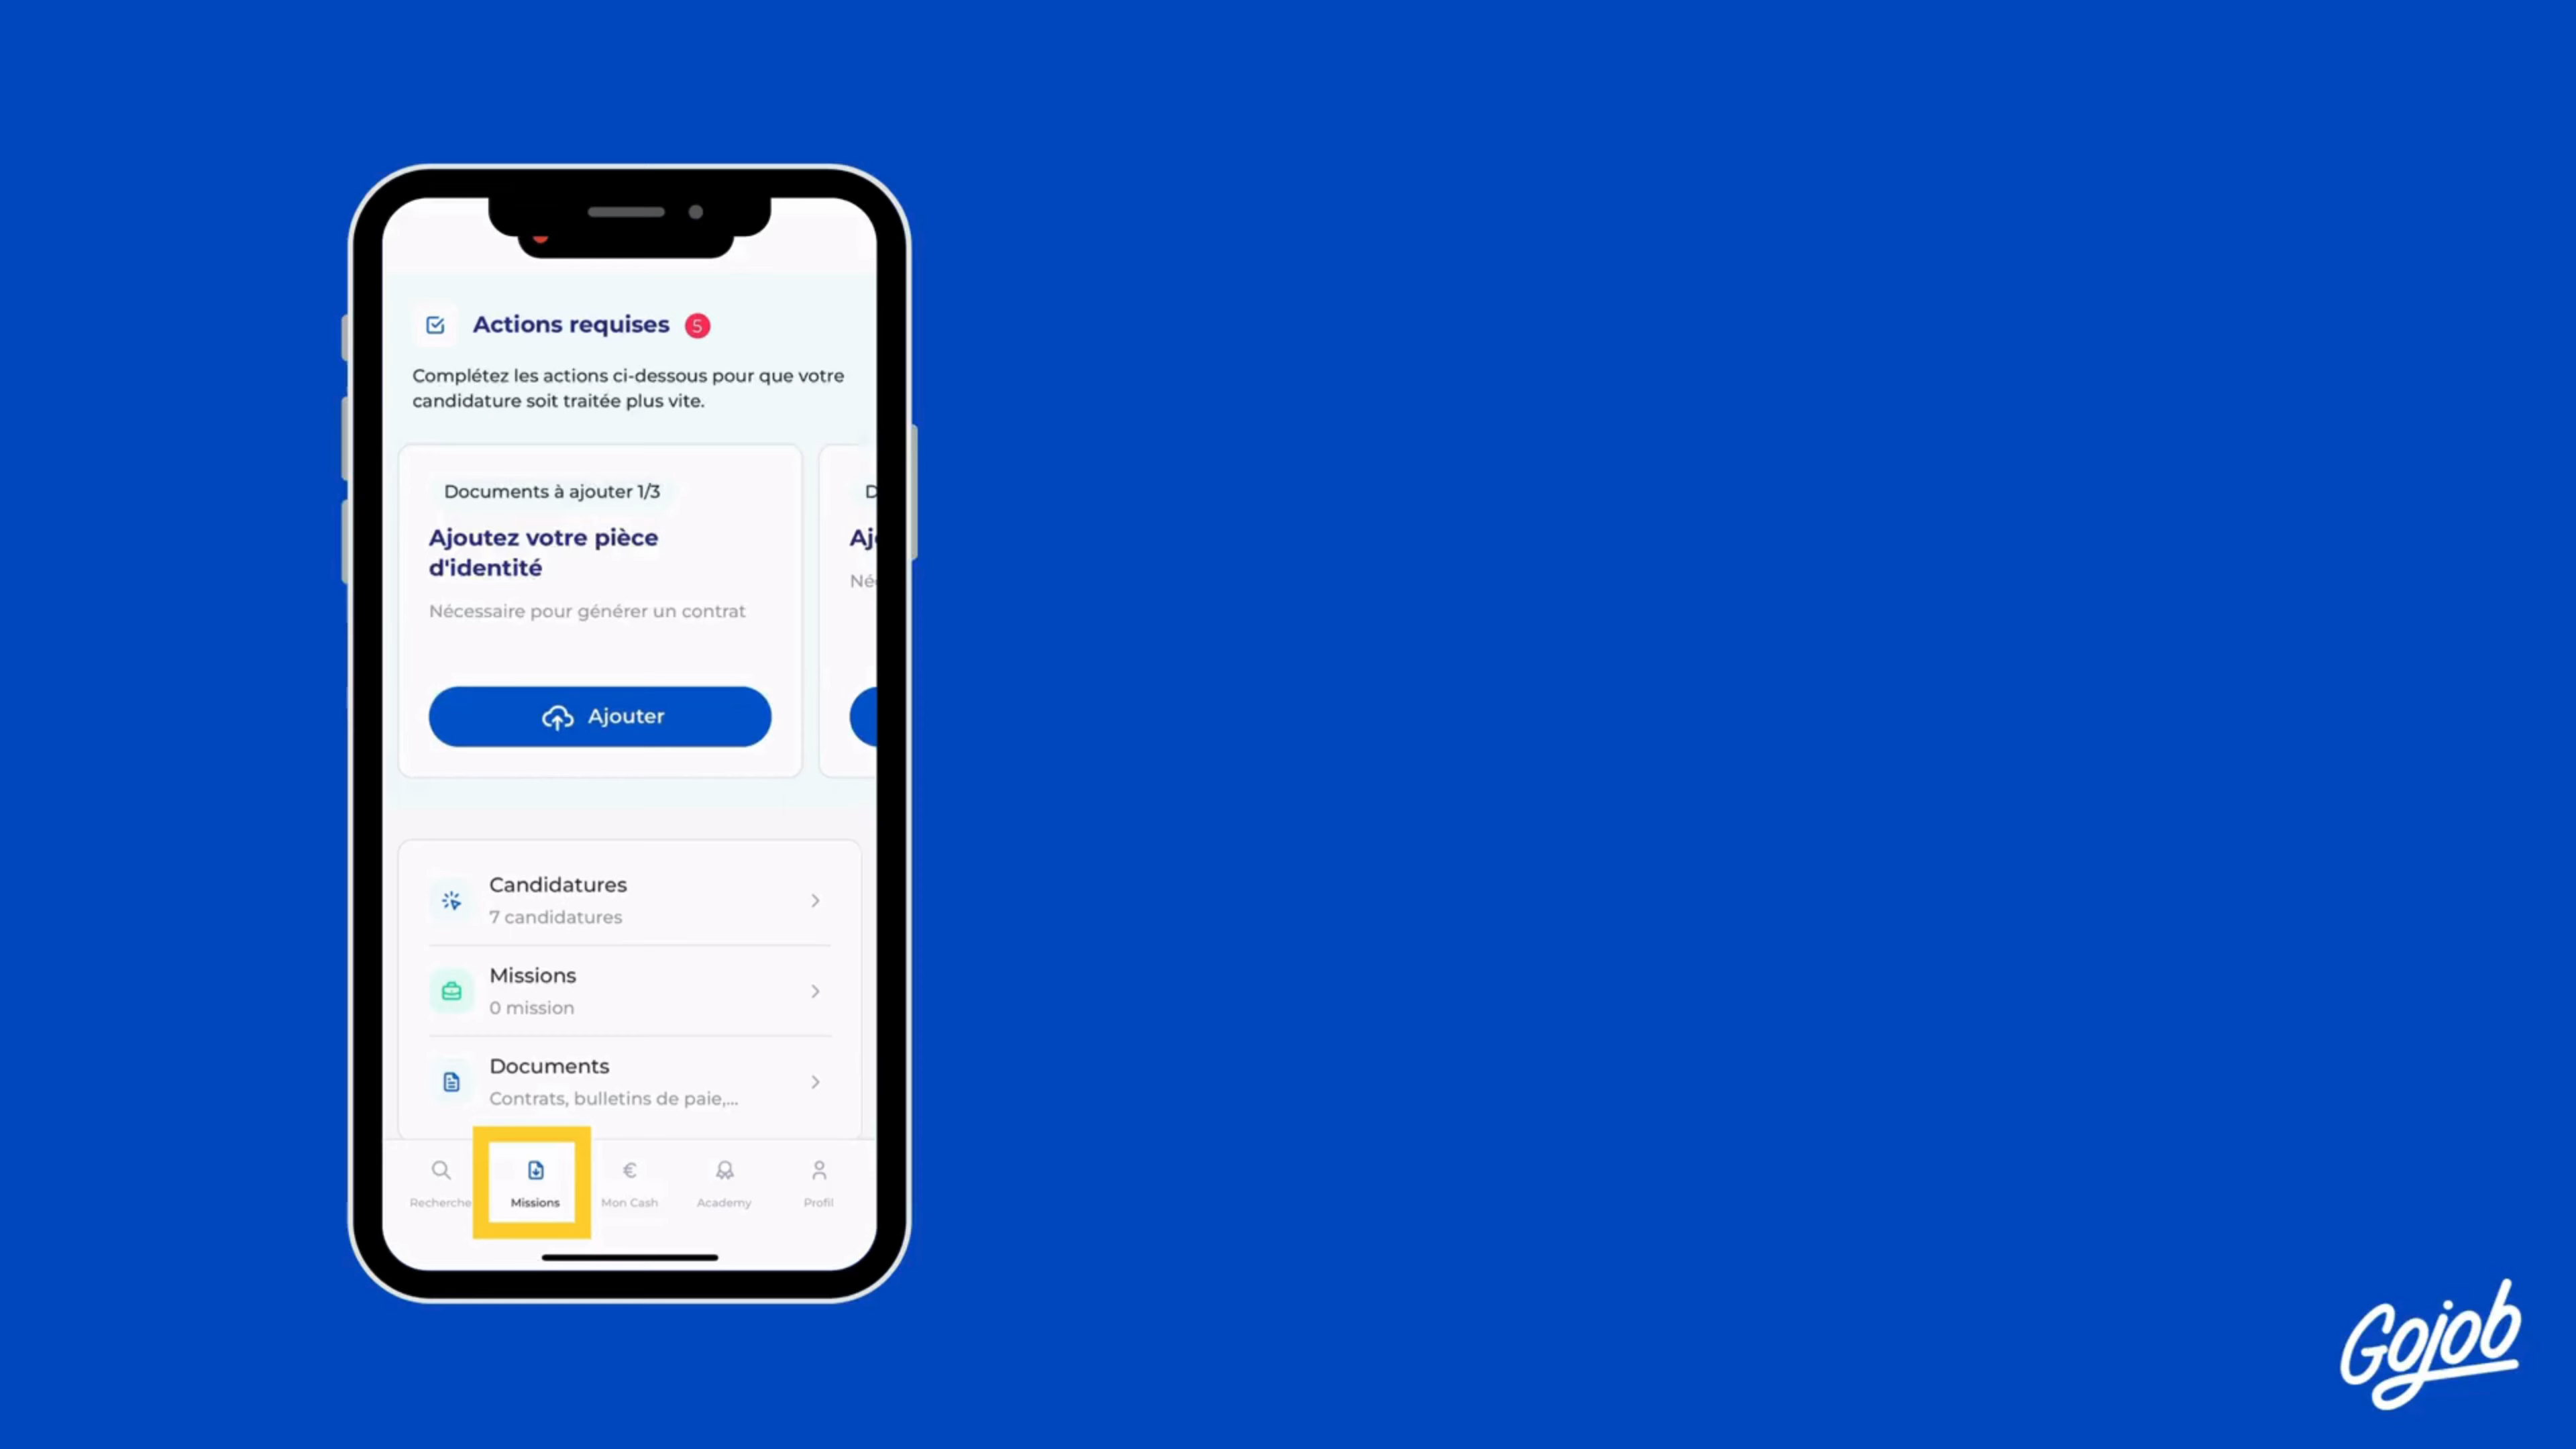 Actions requises 5
Complétez les actions ci-dessous pour que votre
candidature soit traitée plus vite.
Documents à ajouter 1/3
Ajoutez votre pièce
d'identité
Nécessaire pour générer un contrat
Ajouter
Candidatures
7 candidatures
Missions
0 mission
Documents
Contrats, bulletins de paie,...
Recherche Missions Mon Cash Academy Profil
Gojob